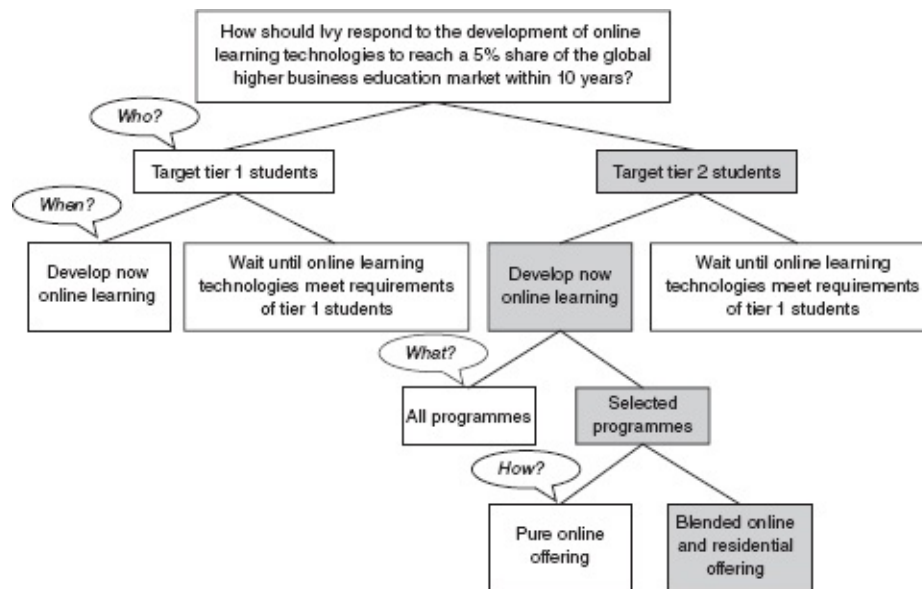 How should Ivy respond to the development of online
learning technologies to reach a 5% share of the global
higher business education market within 10 years?
Who?
Target tier 1 students
Target tier 2 students
When?
Develop now
online learning
Wait until online learning
technologies meet requirements
of tier 1 students
Develop now
online learning
Wait until online learning
technologies meet requirements
of tier 1 students
What?
All programmes
Selected
programmes
How?
Pure online
offering
Blended online
and residential
offering